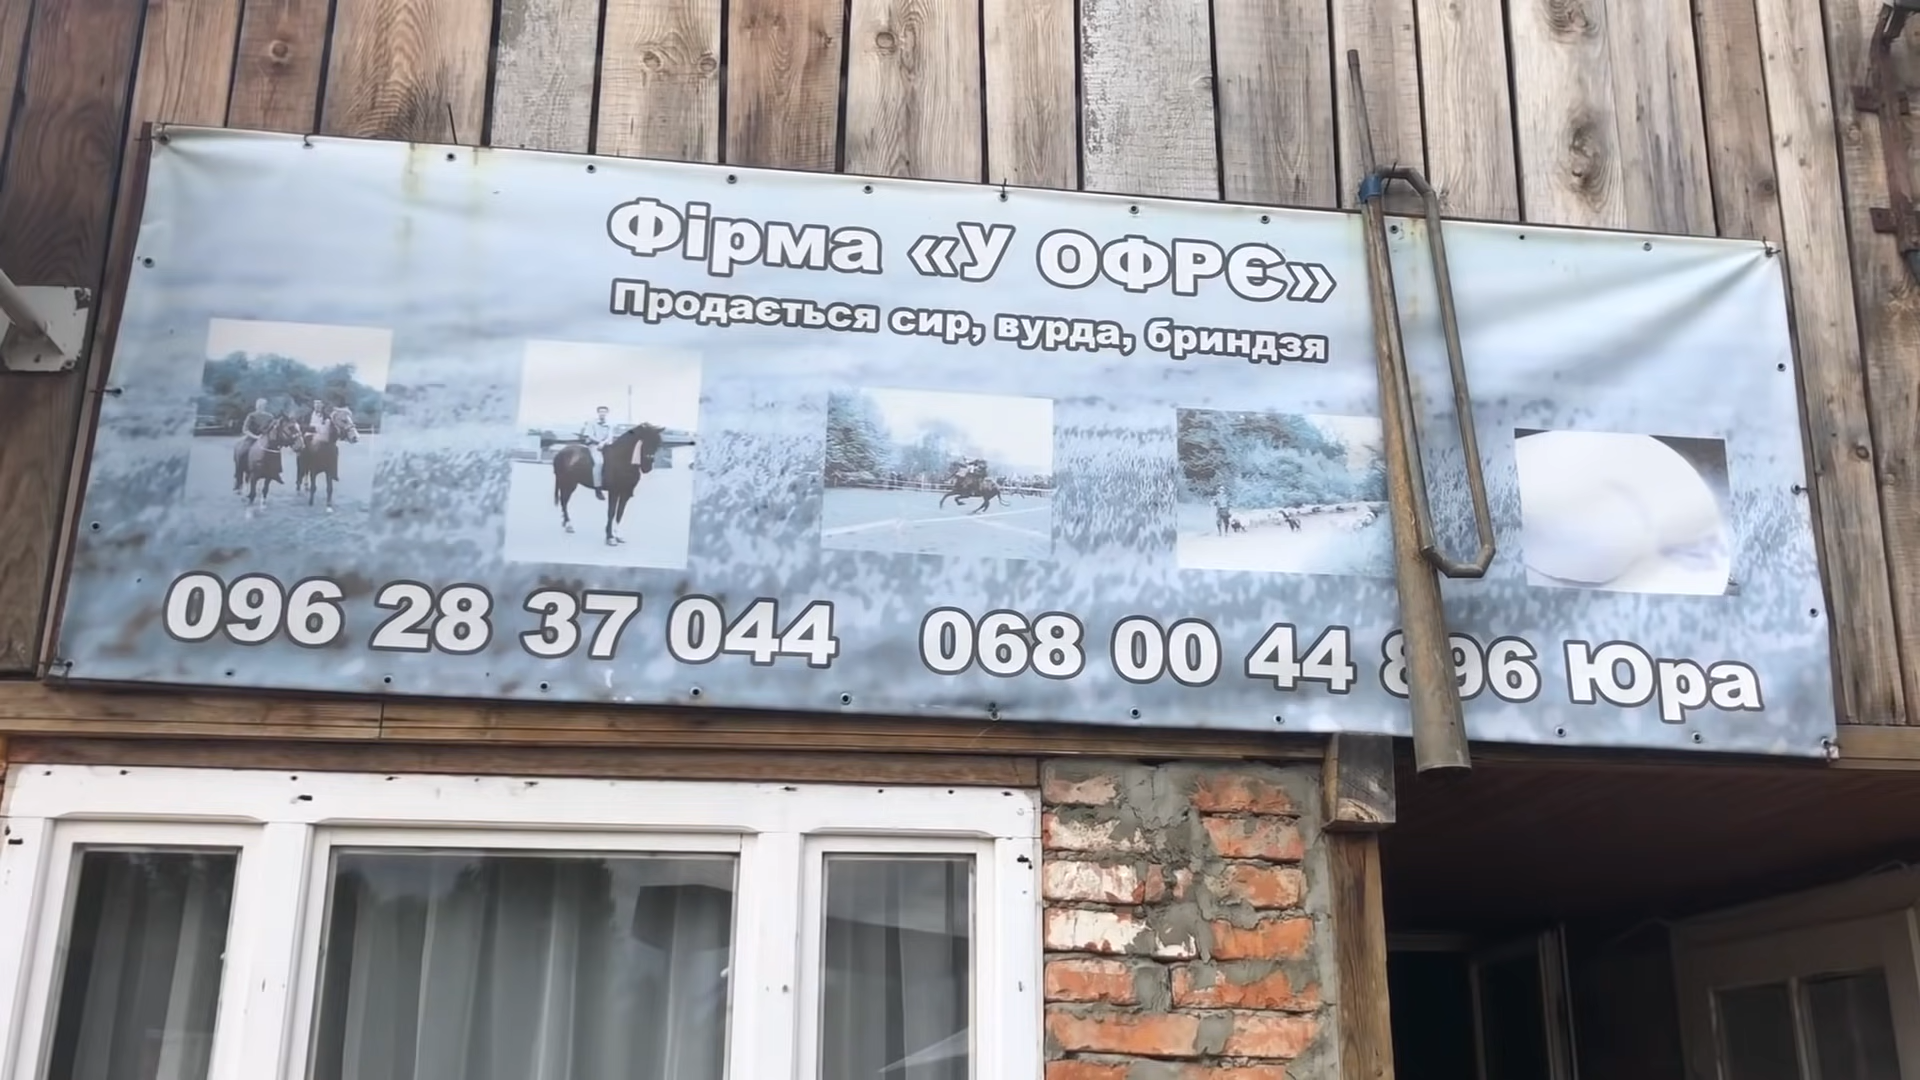 Фірма «У ОФРЄ»
Продається сир, вурда, бриндзя
096 28 37 044 068 00 44 896 Юра